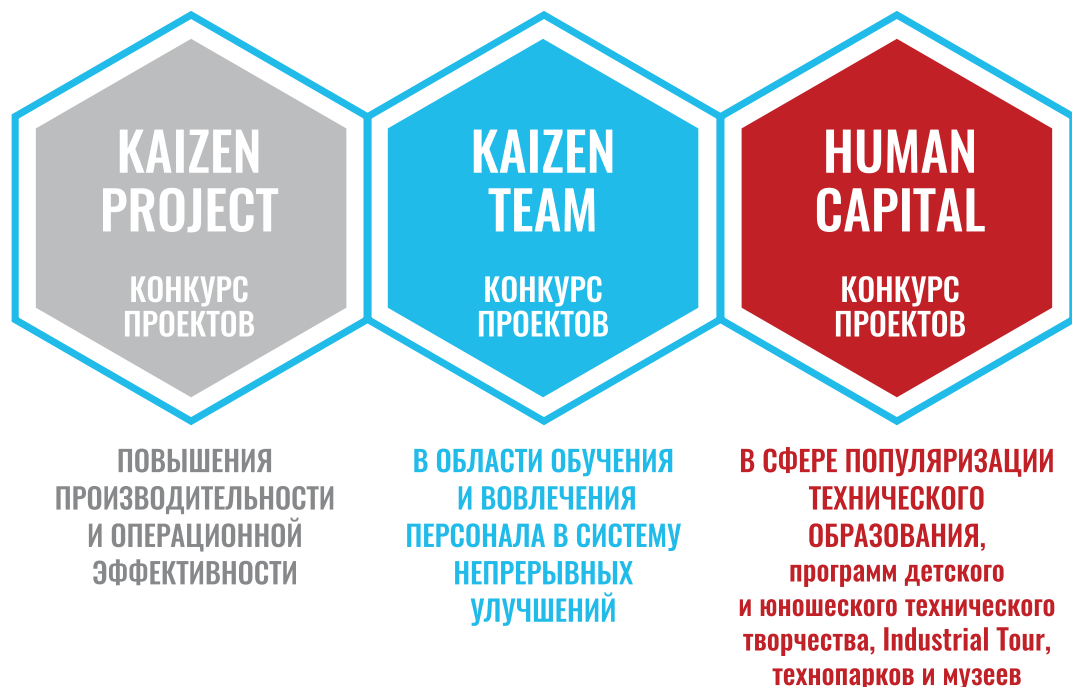 KAIZEN
PROJECT
КОНКУРС
ПРОЕКТОВ
ПОВЫШЕНИЯ
ПРОИЗВОДИТЕЛЬНОСТИ
И ОПЕРАЦИОННОЙ
ЭФФЕКТИВНОСТИ
KAIZEN
TEAM
КОНКУРС
ПРОЕКТОВ
В ОБЛАСТИ ОБУЧЕНИЯ
И ВОВЛЕЧЕНИЯ
ПЕРСОНАЛА В СИСТЕМУ
НЕПРЕРЫВНЫХ
УЛУЧШЕНИЙ
HUMAN
CAPITAL
КОНКУРС
ПРОЕКТОВ
В СФЕРЕ ПОПУЛЯРИЗАЦИИ
ТЕХНИЧЕСКОГО
ОБРАЗОВАНИЯ,
программ детского
и юношеского технического
творчества, Industrial Tour,
технопарков и музеев